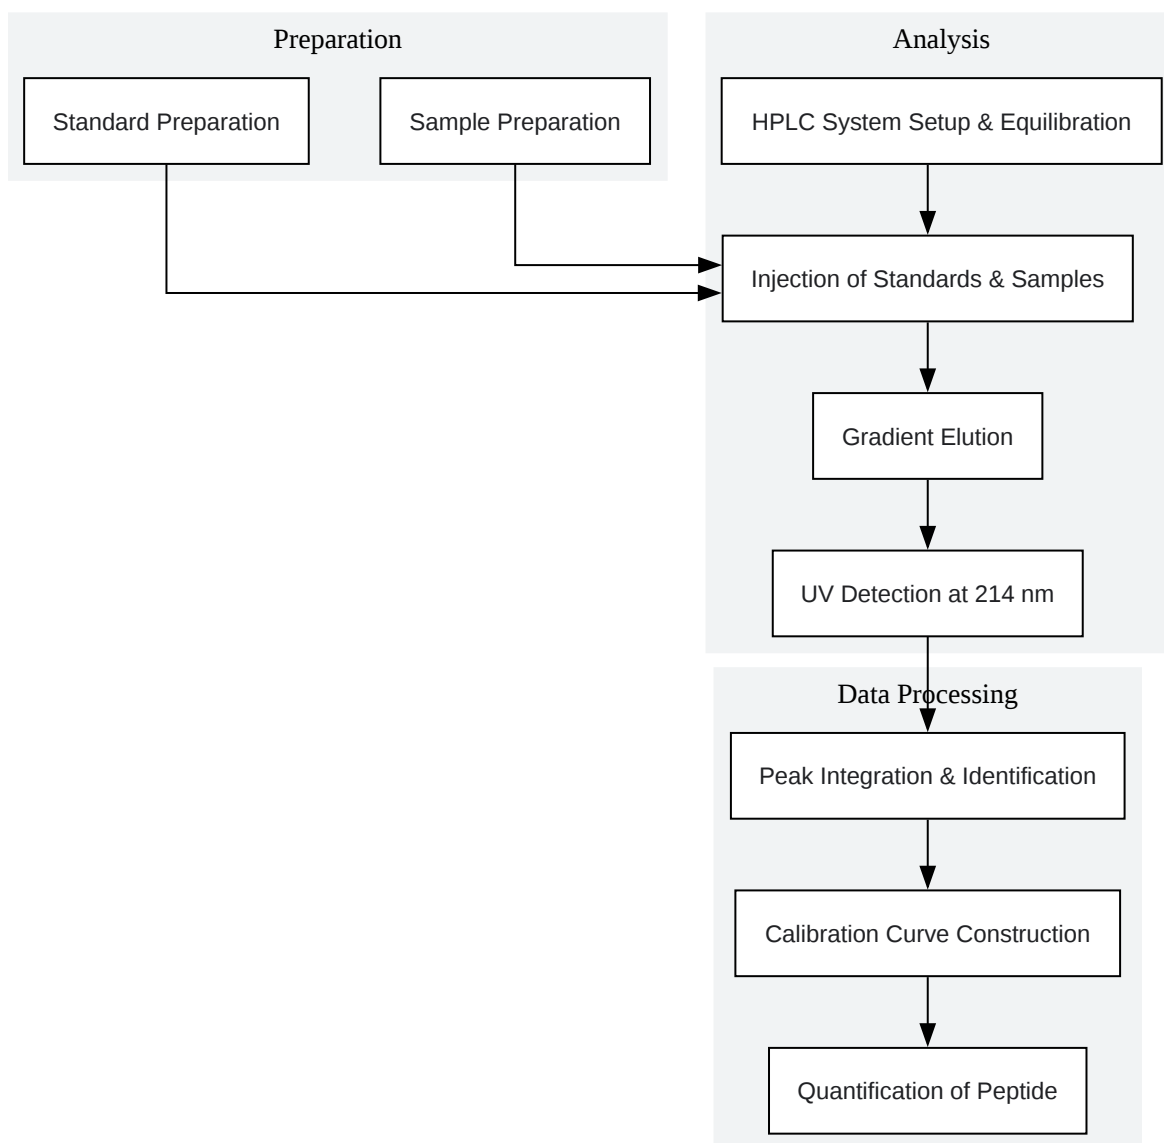 Preparation
Standard Preparation
Sample Preparation
Analysis
HPLC System Setup & Equilibration
Injection of Standards & Samples
Gradient Elution
UV Detection at 214 nm
Data Processing
Peak Integration & Identification
Calibration Curve Construction
Quantification of Peptide